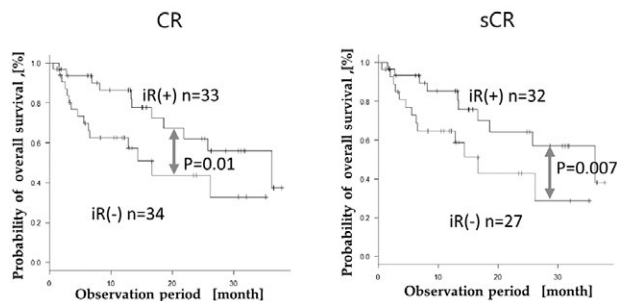 CR
sCR
Probability of overall survival ,[%]
1.0
0.8
0.6
0.4
0.2
0.0
iR(+) n=33
P=0.01
iR(-) n=34
0
10
20
30
Observation period [month]
Probability of overall survival ,[%]
1.0
0.8
0.6
0.4
0.2
0.0
iR(+) n=32
P=0.007
iR(-) n=27
0
10
20
30
Observation period [month]